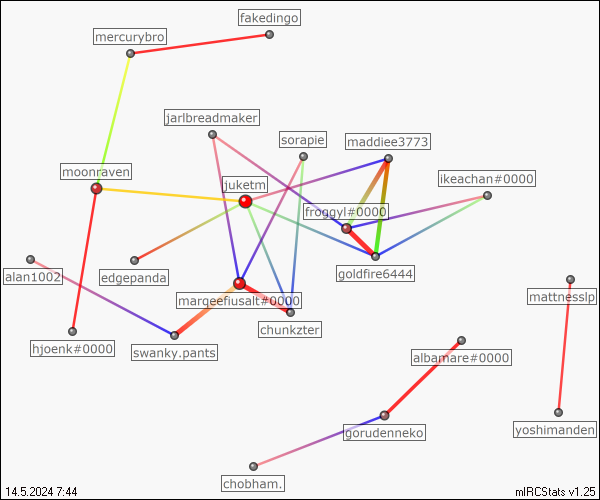 fakedingo
mercurybro
jarlbreadmaker
sorapie
maddiee3773
moonraven
juketm
ikeachan#0000
froggyl#0000
alan1002
edgepanda
goldfire6444
margeefusalt#0000
mattnesslp
chunkzter
hjoenk#0000
swanky.pants
albamare#0000
gorudenneko
yoshimanden
chobham.
14.5.2024 7:44
mIRCStats v1.25